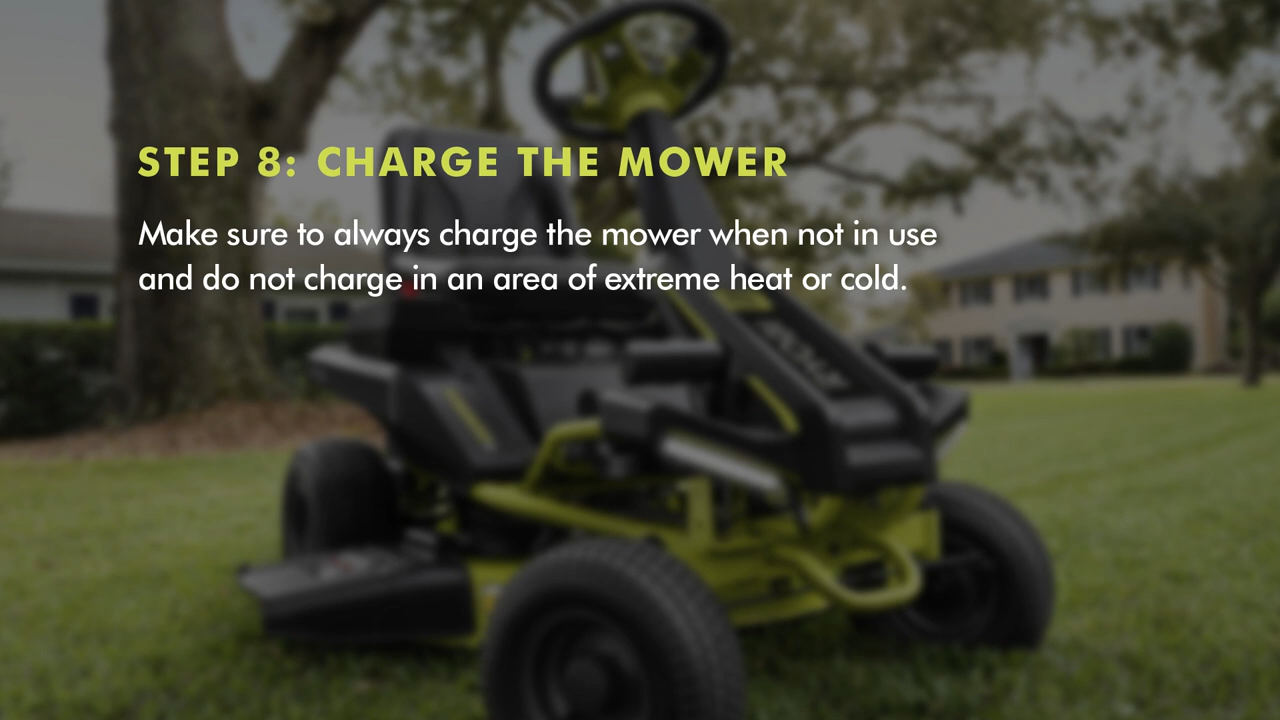 STEP 8: CHARGE THE MOWER
Make sure to always charge the mower when not in use
and do not charge in an area of extreme heat or cold.